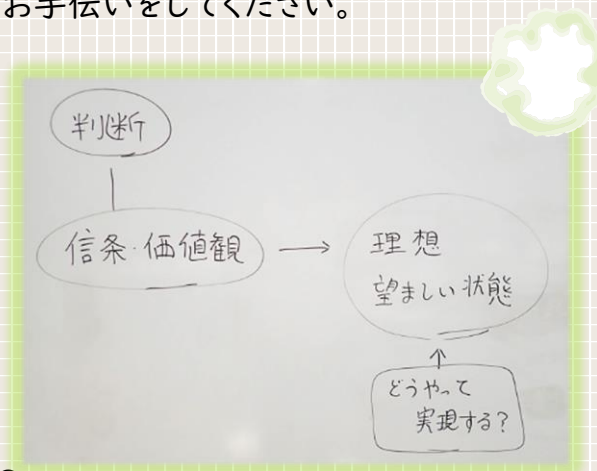 お手伝いをしてください。
判断
信条・価値観
理想
望ましい状態
どうやって
実現する？